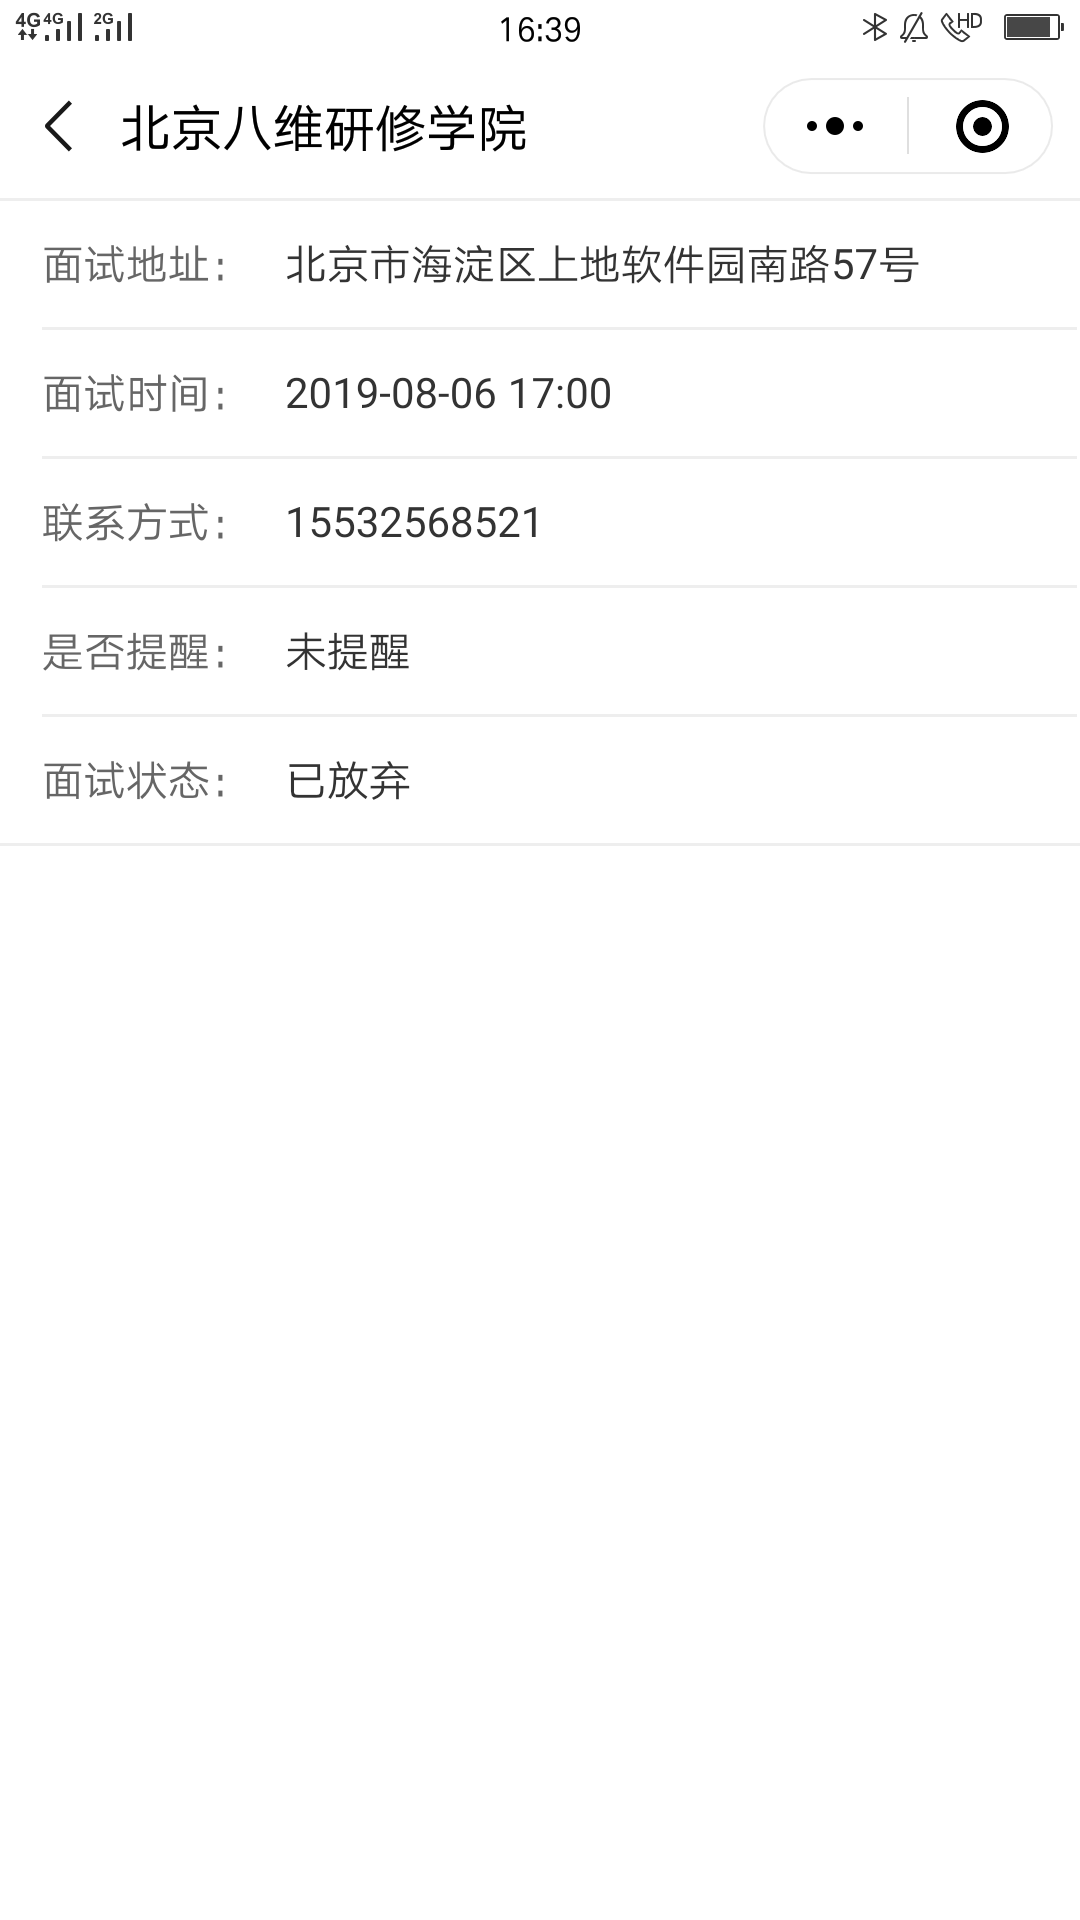 4G 4G 2G 16:39 HD
北京八维研修学院
面试地址: 北京市海淀区上地软件园南路57号
面试时间: 2019-08-06 17:00
联系方式: 15532568521
是否提醒: 未提醒
面试状态: 已放弃